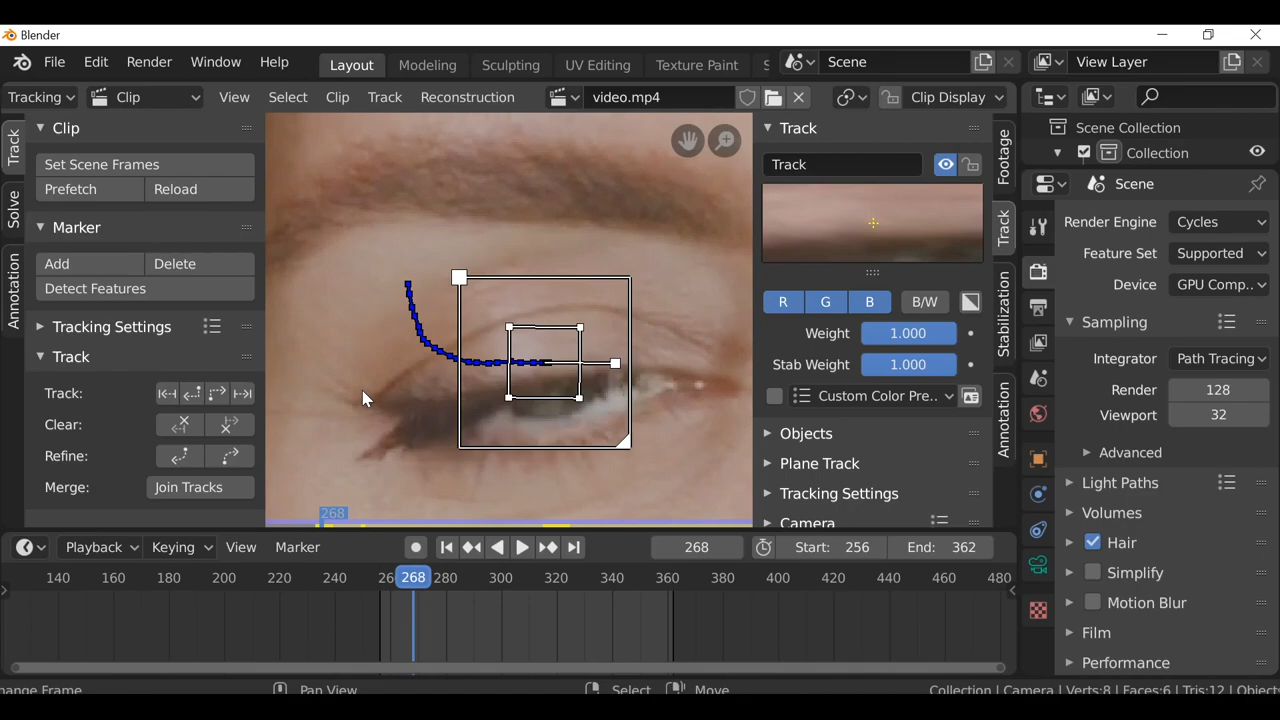 Blender
File Edit Render Window Help Layout Modeling Sculpting UV Editing Texture Paint S Scene View Layer
Tracking Clip View Select Clip Track Reconstruction video.mp4 Clip Display
Track
Solve
Annotation
Clip
Set Scene Frames
Prefetch Reload
Marker
Add Delete
Detect Features
Tracking Settings
Track
Track:
Clear:
Refine:
Merge: Join Tracks
268
Track
Track
R G B B/W
Weight 1.000
Stab Weight 1.000
Custom Color Pre..
Objects
Plane Track
Tracking Settings
Camera
Footage
Track
Stabilization
Annotation
Scene Collection
Collection
Scene
Render Engine Cycles
Feature Set Supported
Device GPU Comp..
Sampling
Integrator Path Tracing
Render 128
Viewport 32
Advanced
Light Paths
Volumes
Hair
Simplify
Motion Blur
Film
Performance
Playback Keying View Marker 268 Start: 256 End: 362
140 160 180 200 220 240 26 268 280 300 320 340 360 380 400 420 440 460 480
hange Frame Pan View Select Move Collection | Camera | Verts:8 | Faces:6 | Tris:12 | Objects